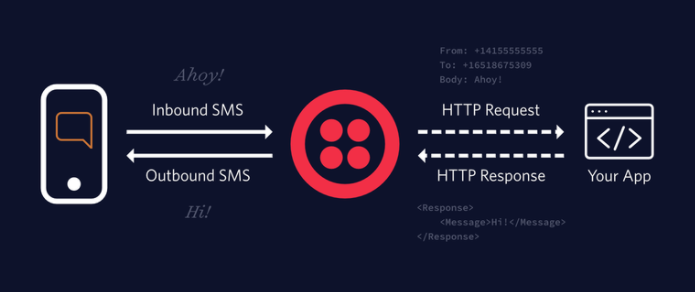 Ahoy!
Inbound SMS
Outbound SMS
Hi!
From: +14155555555
To: +16518675309
Body: Ahoy!
HTTP Request
HTTP Response
<Response>
<Message>Hi!</Message>
</Response>
</>
Your App